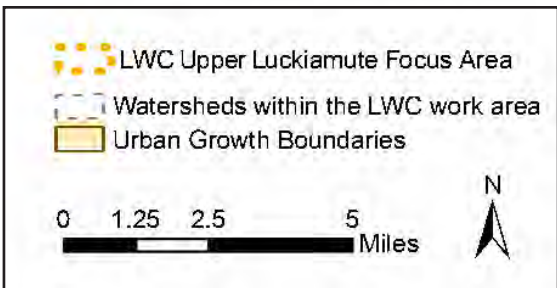 LWC Upper Luckiamute Focus Area
Watersheds within the LWC work area
Urban Growth Boundaries
N
0 1.25 2.5 5
Miles